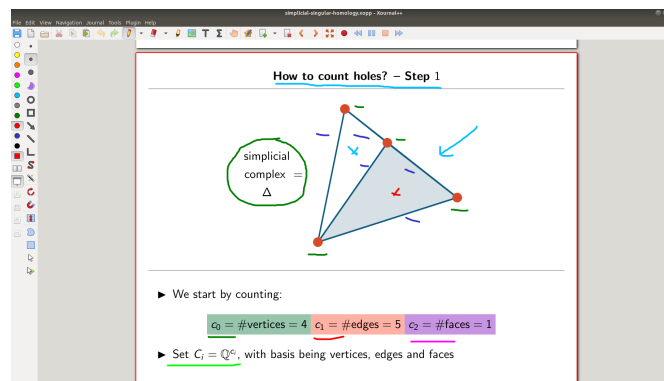 simplicial-singular-homology.xopp - Xournal++
File Edit View Navigation Journal Tools Plugin Help
How to count holes? – Step 1
simplicial
complex =
Δ
► We start by counting:
c₀ = #vertices = 4 c₁ = #edges = 5 c₂ = #faces = 1
► Set Cᵢ = ℚ^{cᵢ}, with basis being vertices, edges and faces